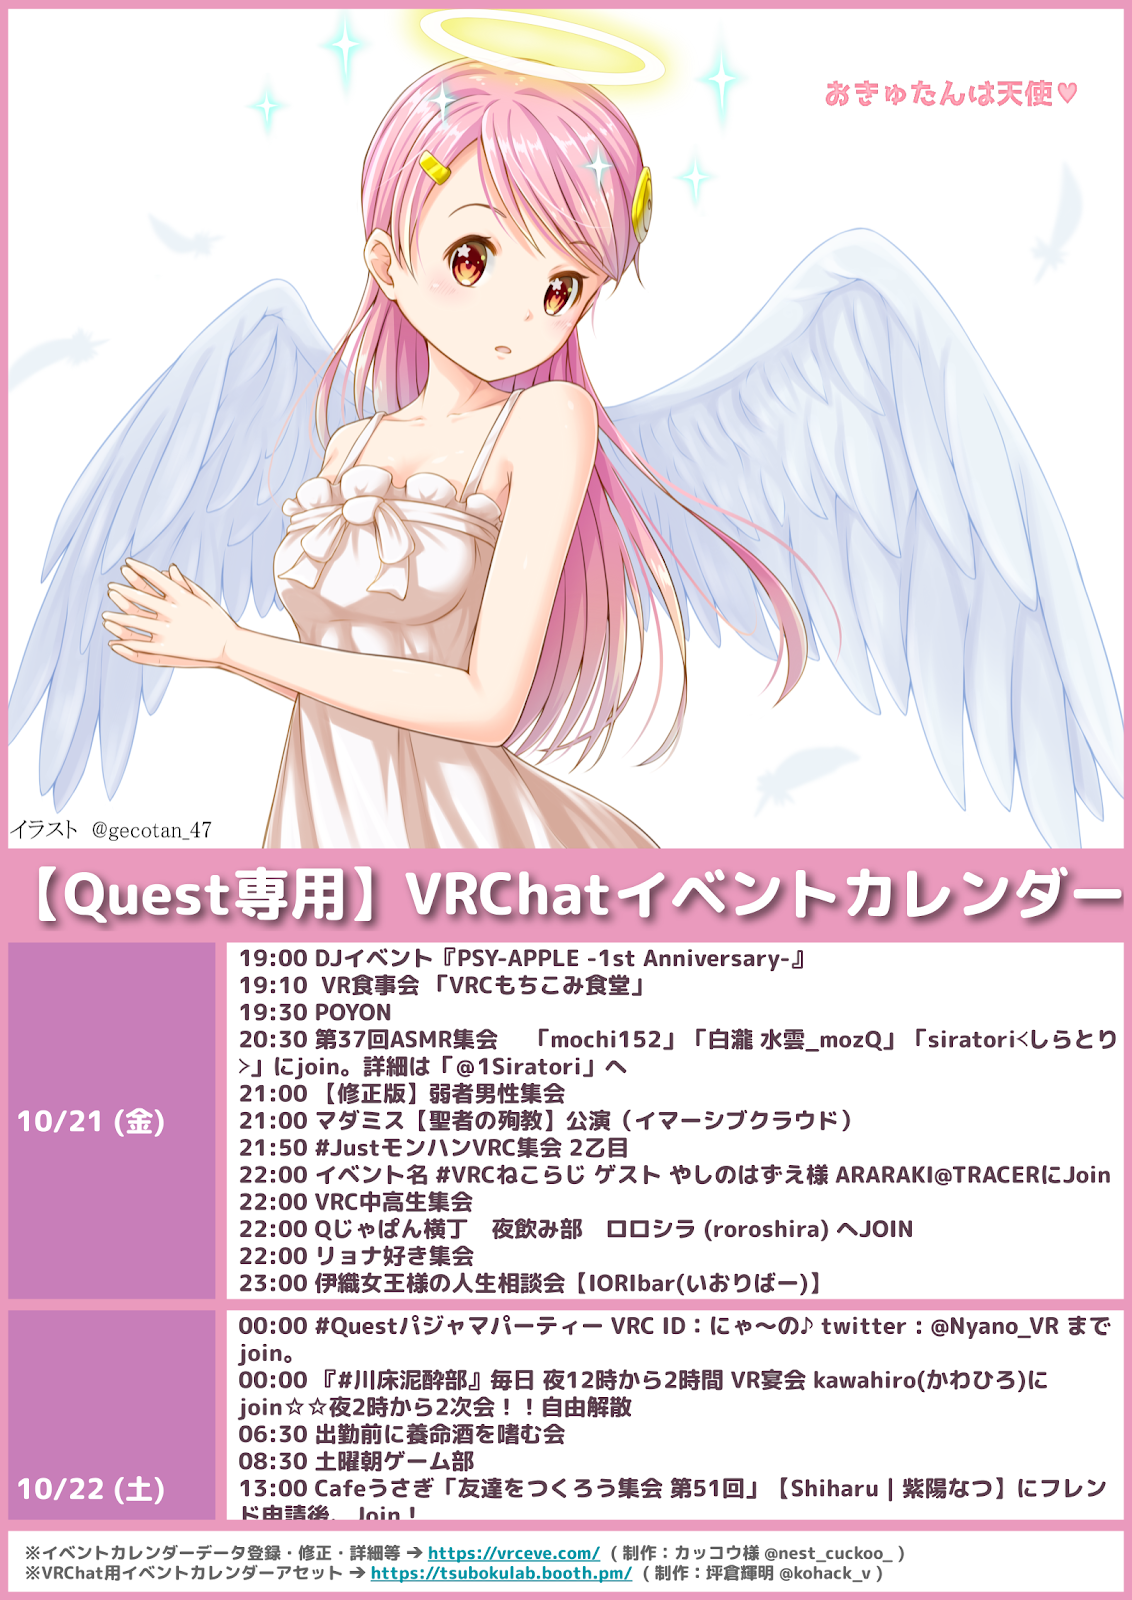 おきゅたんは天使♥
イラスト @gecotan_47
【Quest専用】VRChatイベントカレンダー
10/21 (金)
19:00 DJイベント『PSY-APPLE -1st Anniversary-』
19:10 VR食事会 「VRCもちこみ食堂」
19:30 POYON
20:30 第37回ASMR集会 「mochi152」「白瀧 水雲_mozQ」「siratori<しらとり
>」にjoin。詳細は「@1Siratori」へ
21:00 【修正版】弱者男性集会
21:00 マダミス【聖者の殉教】公演（イマーシブクラウド）
21:50 #JustモンハンVRC集会 2乙目
22:00 イベント名 #VRCねこらじ ゲスト やしのはずえ様 ARARAKI@TRACERにJoin
22:00 VRC中高生集会
22:00 Qじゃぱん横丁　夜飲み部　ロロシラ (roroshira) へJOIN
22:00 リョナ好き集会
23:00 伊織女王様の人生相談会【IORIbar(いおりばー)】
10/22 (土)
00:00 #Questパジャマパーティー VRC ID：にゃ〜の♪ twitter : @Nyano_VR まで
join。
00:00 『#川床泥酔部』毎日 夜12時から2時間 VR宴会 kawahiro(かわひろ)に
join☆☆夜2時から2次会！！自由解散
06:30 出勤前に養命酒を嗜む会
08:30 土曜朝ゲーム部
13:00 Cafeうさぎ「友達をつくろう集会 第51回」【Shiharu | 紫陽なつ】にフレン
ド申請後、Join！
※イベントカレンダーデータ登録・修正・詳細等 ➔ https://vrceve.com/ （制作：カッコウ様 @nest_cuckoo_ ）
※VRChat用イベントカレンダーアセット ➔ https://tsubokulab.booth.pm/ （制作：坪倉輝明 @kohack_v ）